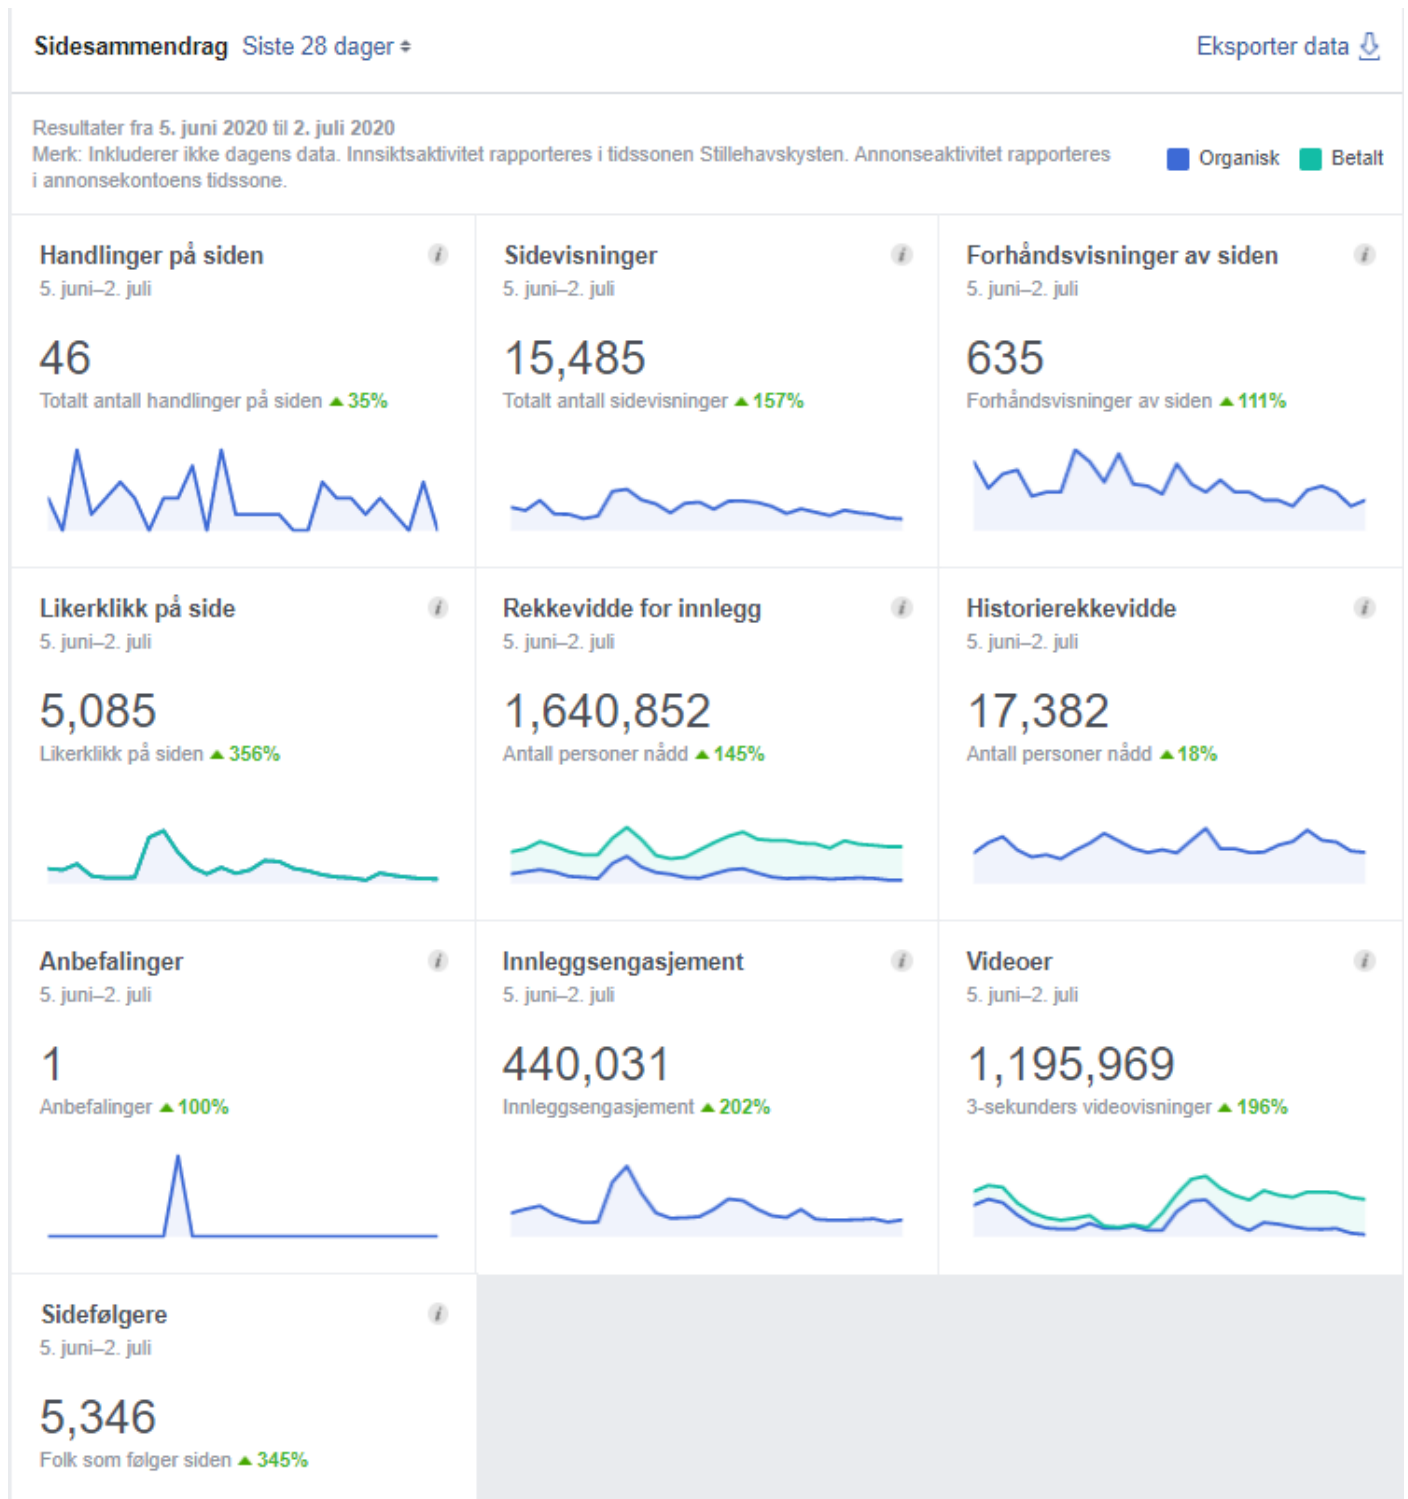 Sidesammendrag Siste 28 dager
Eksporter data
Resultater fra 5. juni 2020 til 2. juli 2020
Merk: Inkluderer ikke dagens data. Innsiktsaktivitet rapporteres i tidssonen Stillehavskysten. Annonseaktivitet rapporteres
i annonsekontoens tidssone.
Organisk Betalt
Handlinger på siden
5. juni–2. juli
46
Totalt antall handlinger på siden ▲ 35%
Sidevisninger
5. juni–2. juli
15,485
Totalt antall sidevisninger ▲ 157%
Forhåndsvisninger av siden
5. juni–2. juli
635
Forhåndsvisninger av siden ▲ 111%
Likerklikk på side
5. juni–2. juli
5,085
Likerklikk på siden ▲ 356%
Rekkevidde for innlegg
5. juni–2. juli
1,640,852
Antall personer nådd ▲ 145%
Historierekkevidde
5. juni–2. juli
17,382
Antall personer nådd ▲ 18%
Anbefalinger
5. juni–2. juli
1
Anbefalinger ▲ 100%
Innleggsengasjement
5. juni–2. juli
440,031
Innleggsengasjement ▲ 202%
Videoer
5. juni–2. juli
1,195,969
3-sekunders videovisninger ▲ 196%
Sidefølgere
5. juni–2. juli
5,346
Folk som følger siden ▲ 345%